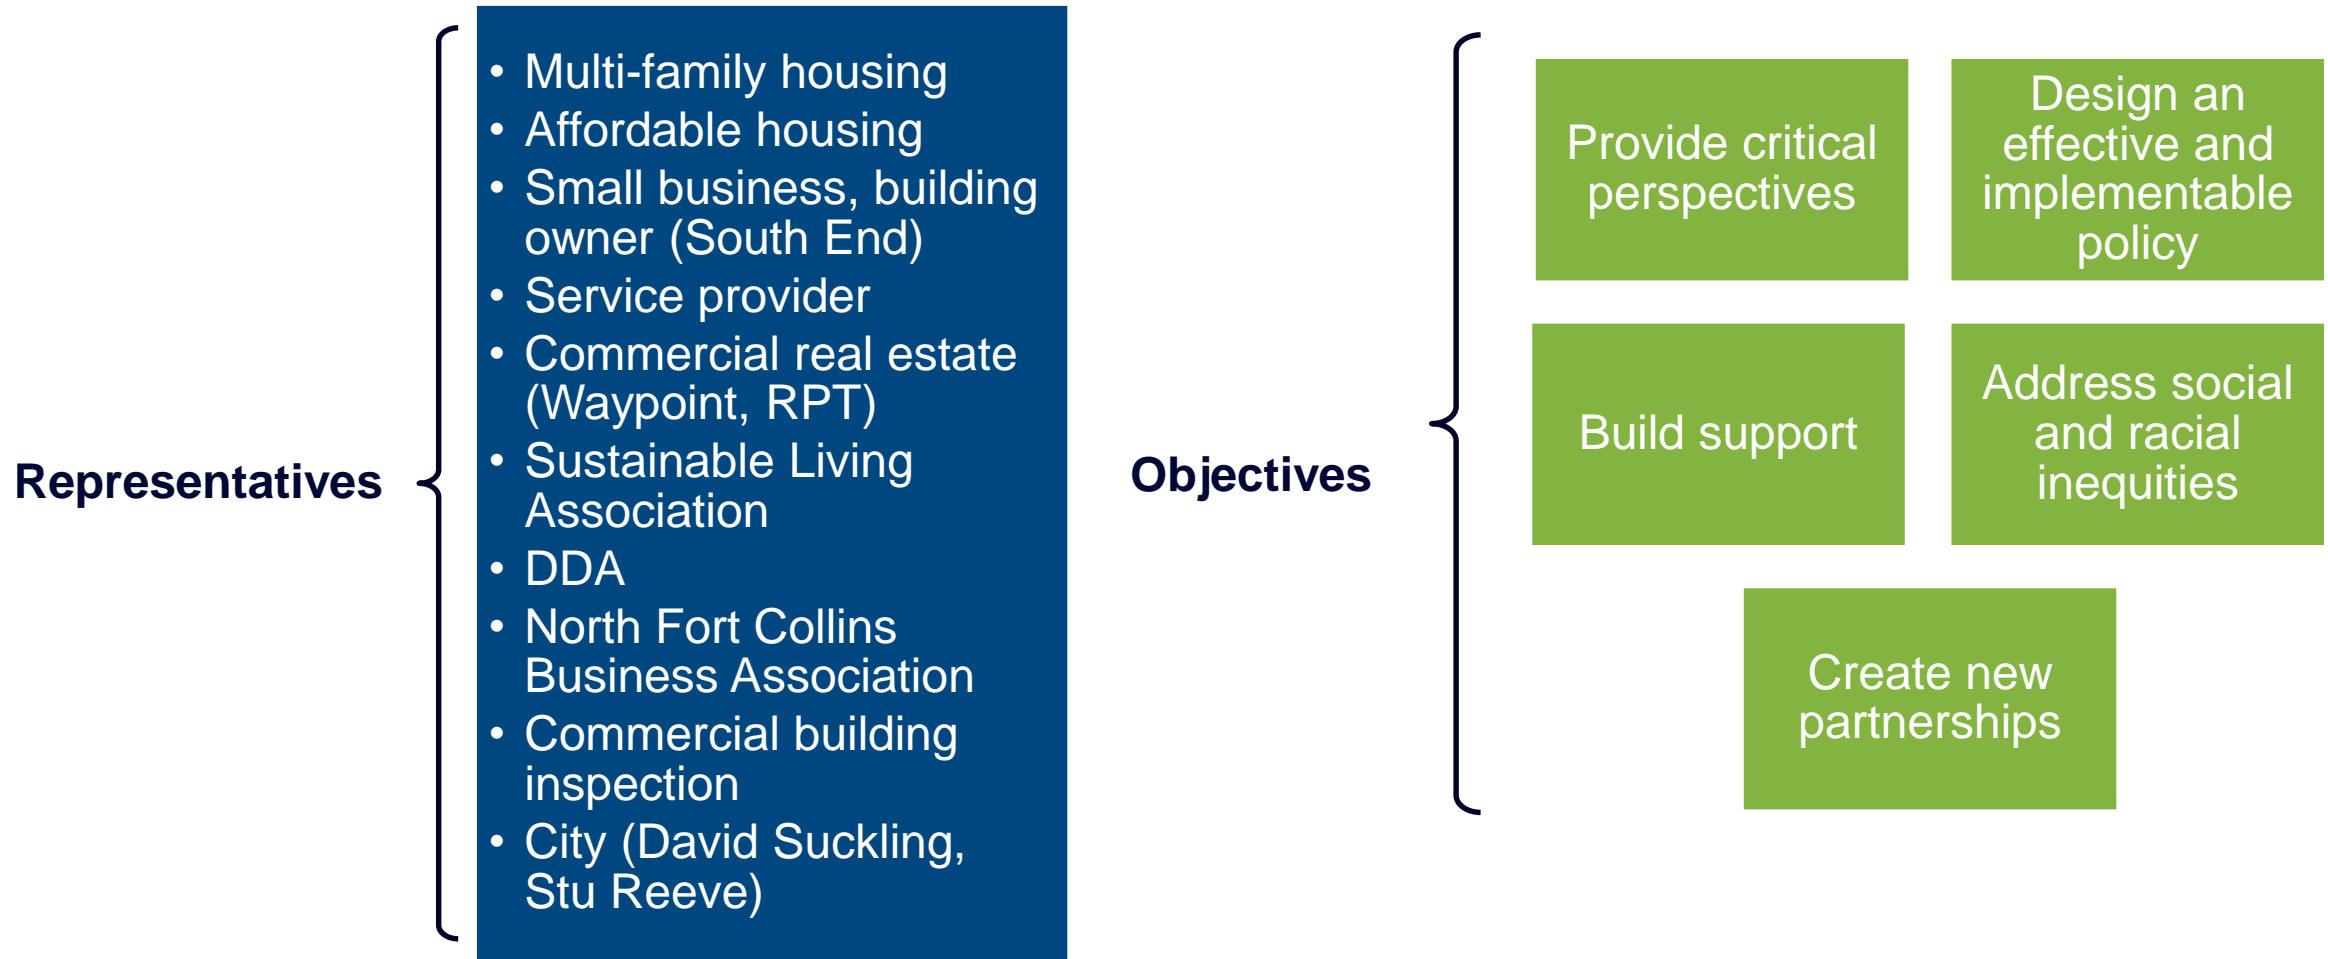 Representatives
• Multi-family housing
• Affordable housing
• Small business, building
owner (South End)
• Service provider
• Commercial real estate
(Waypoint, RPT)
• Sustainable Living
Association
• DDA
• North Fort Collins
Business Association
• Commercial building
inspection
• City (David Suckling,
Stu Reeve)
Objectives
Provide critical
perspectives
Design an
effective and
implementable
policy
Build support
Address social
and racial
inequities
Create new
partnerships